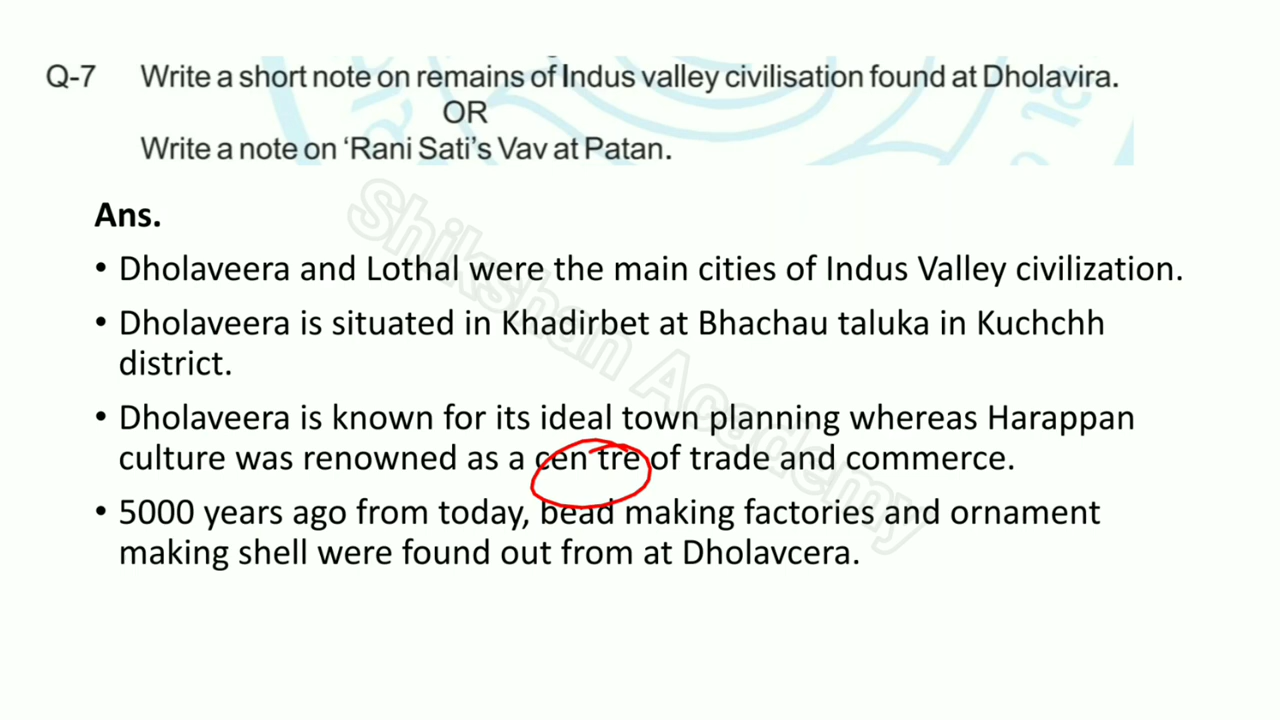 Q-7 Write a short note on remains of Indus valley civilisation found at Dholavira.
OR
Write a note on ‘Rani Sati’s Vav at Patan.
Ans.
• Dholaveera and Lothal were the main cities of Indus Valley civilization.
• Dholaveera is situated in Khadirbet at Bhachau taluka in Kuchchh
district.
• Dholaveera is known for its ideal town planning whereas Harappan
culture was renowned as a cen tre of trade and commerce.
• 5000 years ago from today, bead making factories and ornament
making shell were found out from at Dholavcera.
Shikshan Academy